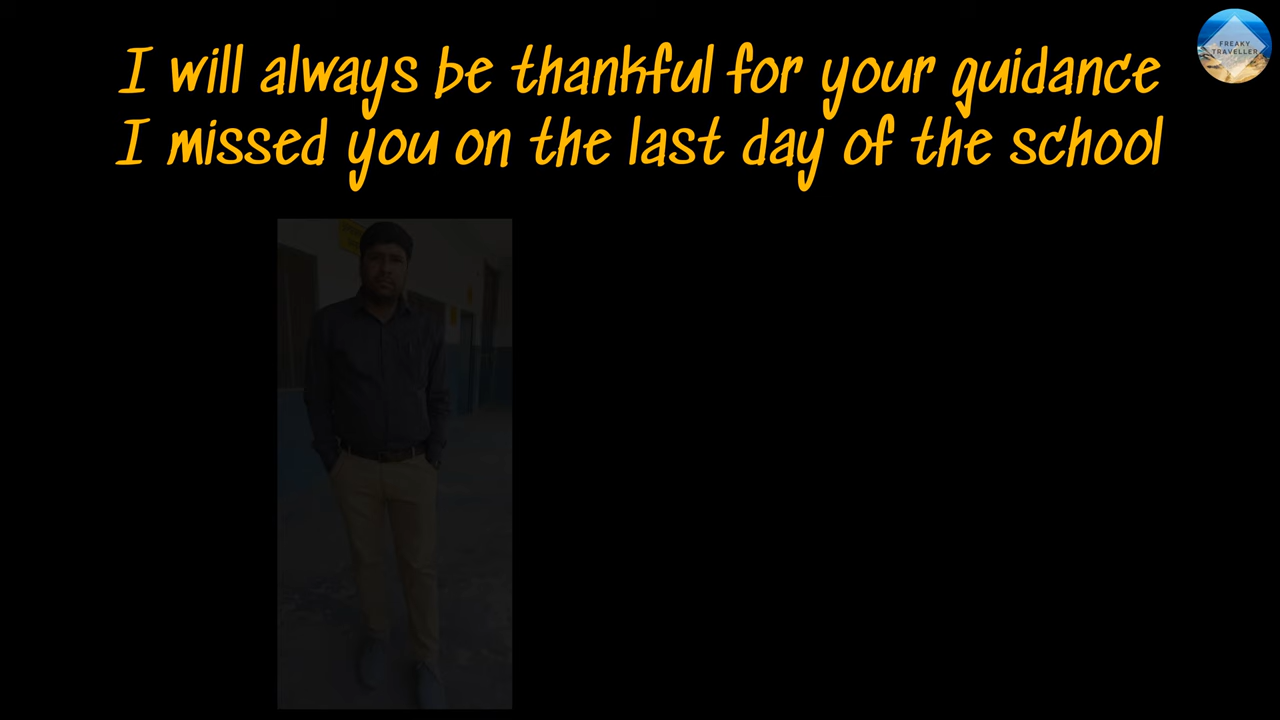 I will always be thankful for your guidance
I missed you on the last day of the school
FREAKY
TRAVELLER